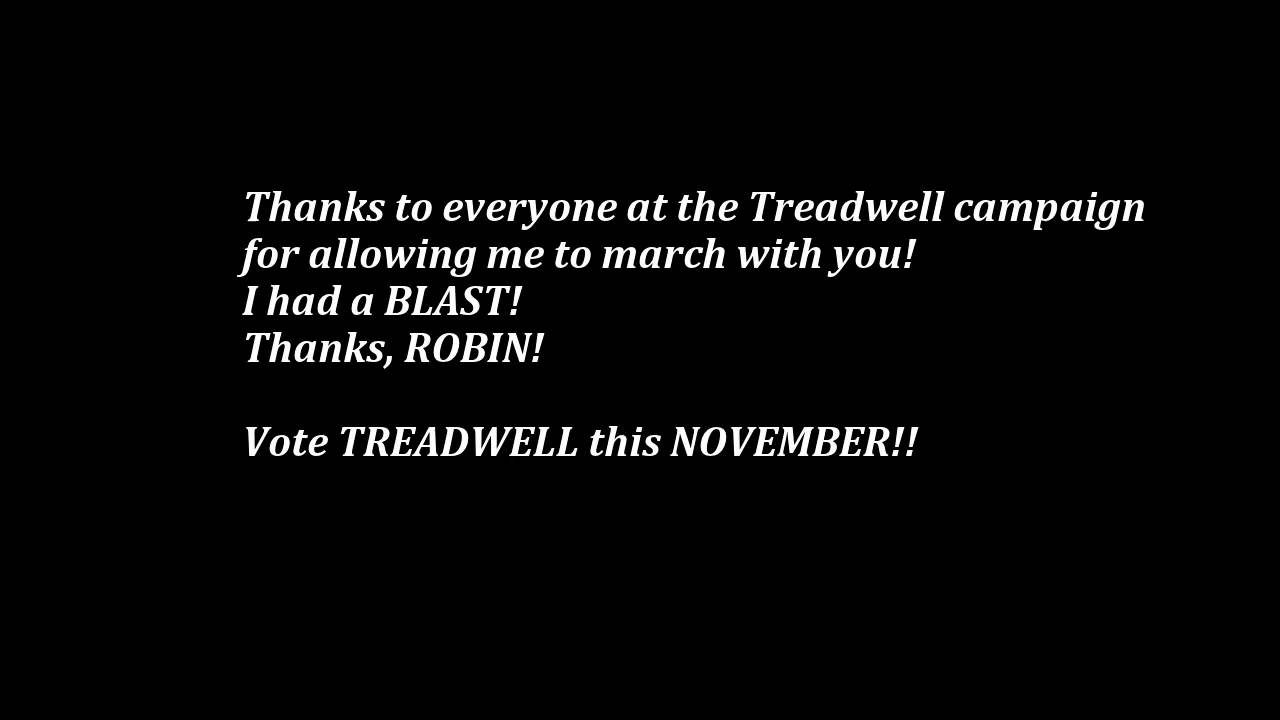 Thanks to everyone at the Treadwell campaign
for allowing me to march with you!
I had a BLAST!
Thanks, ROBIN!
Vote TREADWELL this NOVEMBER!!